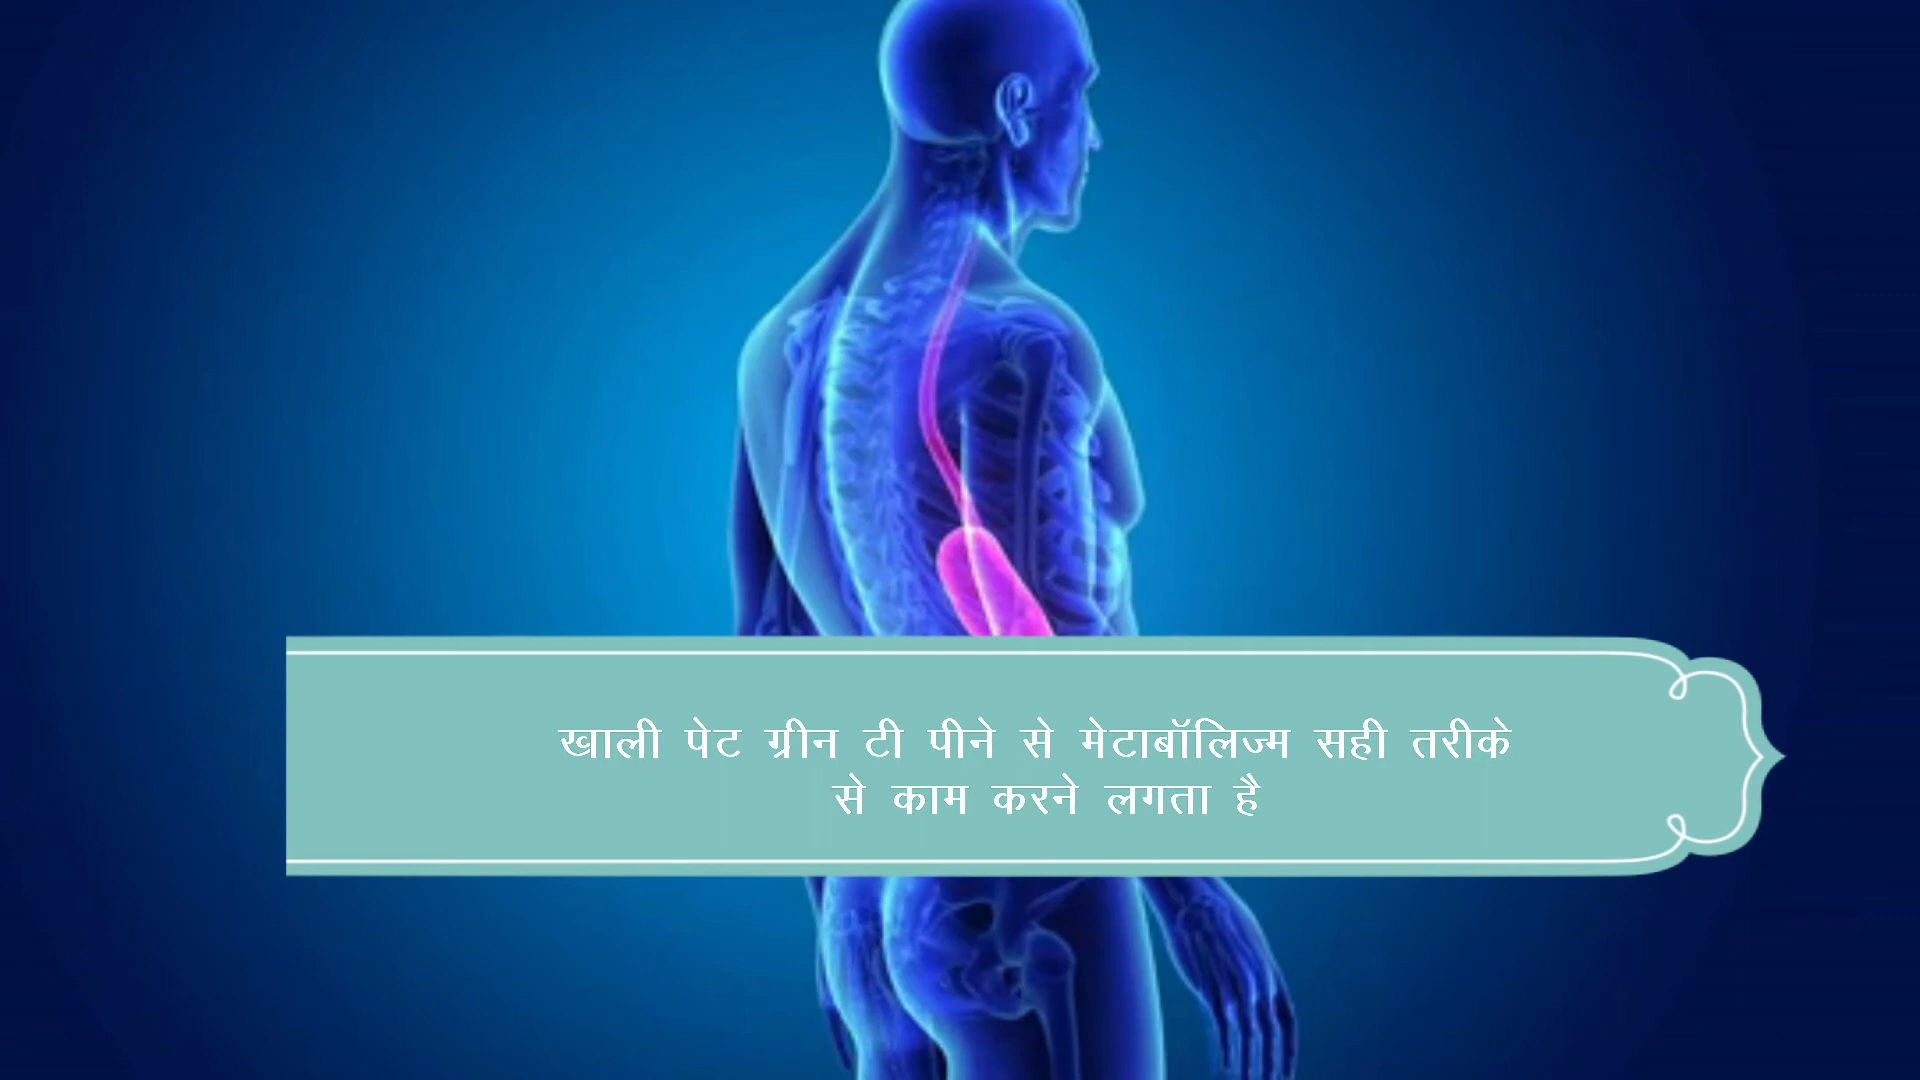 खाली पेट ग्रीन टी पीने से मेटाबॉलिज्म सही तरीके
से काम करने लगता है